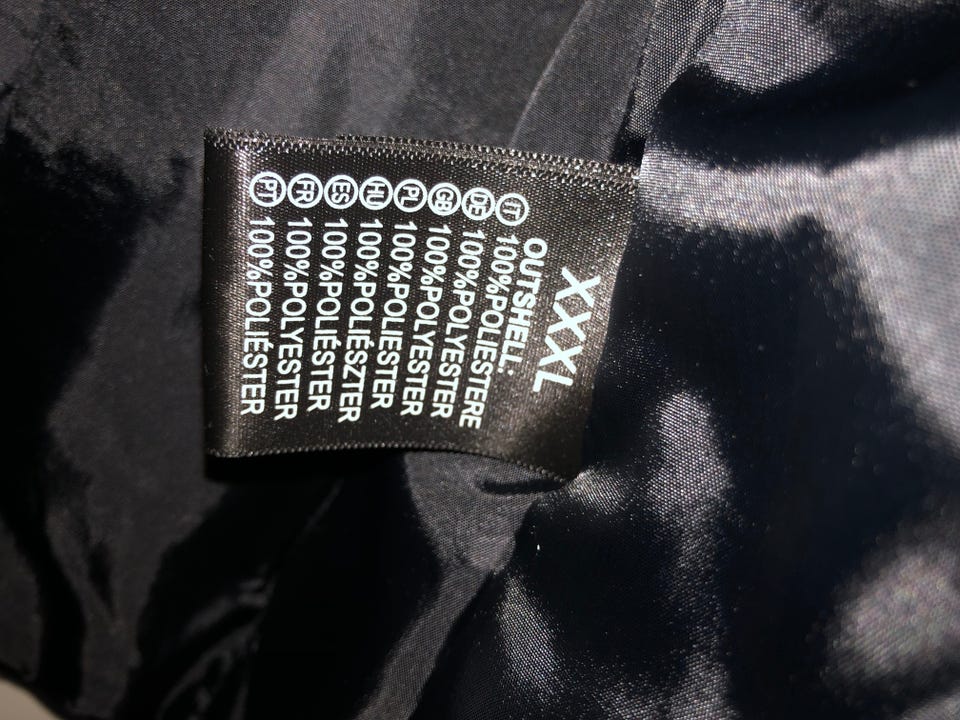 XXXL
OUTSHELL:
IT 100%POLIESTERE
DE 100%POLYESTER
GB 100%POLYESTER
PL 100%POLIESTER
HU 100%POLIÉSZTER
ES 100%POLIÉSTER
FR 100%POLYESTER
PT 100%POLIÉSTER